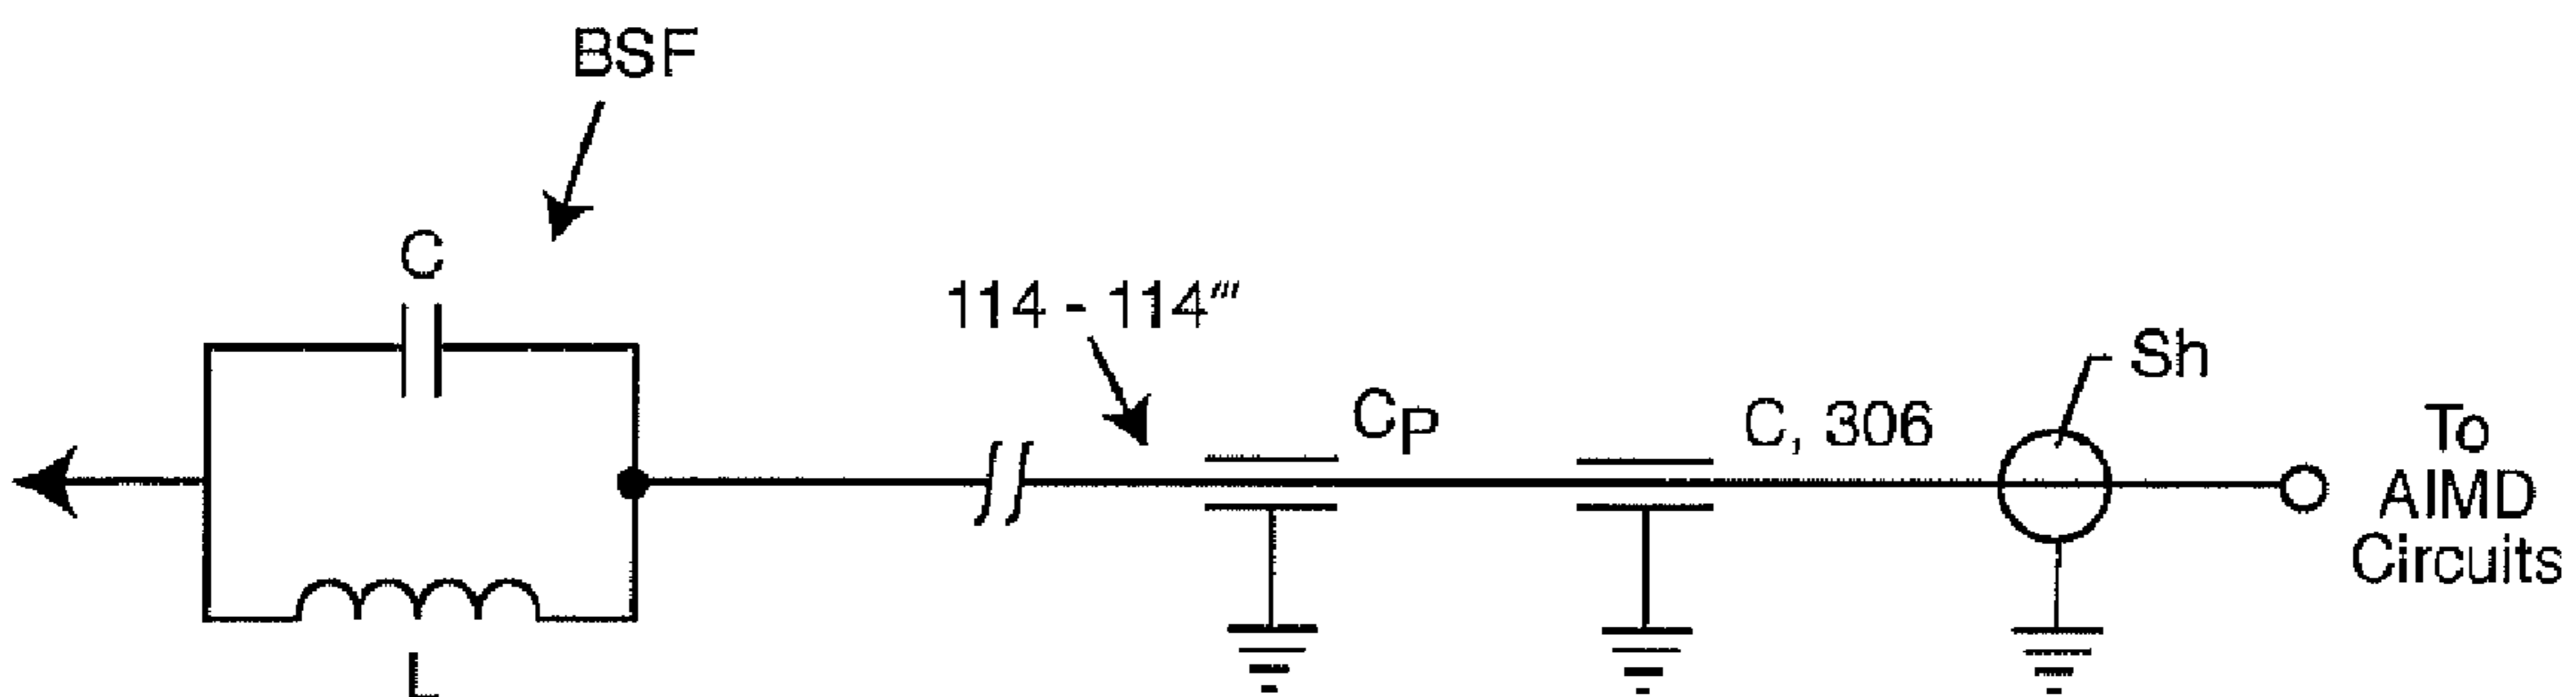 BSF
C
114 - 114‴
CP
C, 306
Sh
To
AIMD
Circuits
L